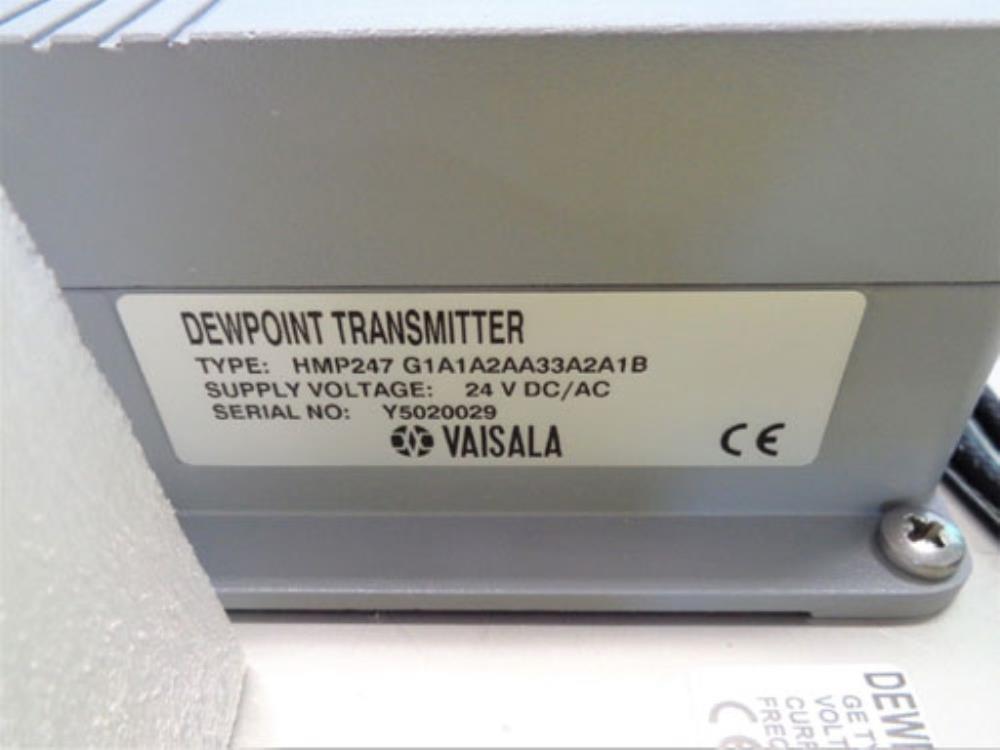 DEWPOINT TRANSMITTER
TYPE: HMP247 G1A1A2AA33A2A1B
SUPPLY VOLTAGE: 24 V DC/AC
SERIAL NO: Y5020029
VAISALA CE